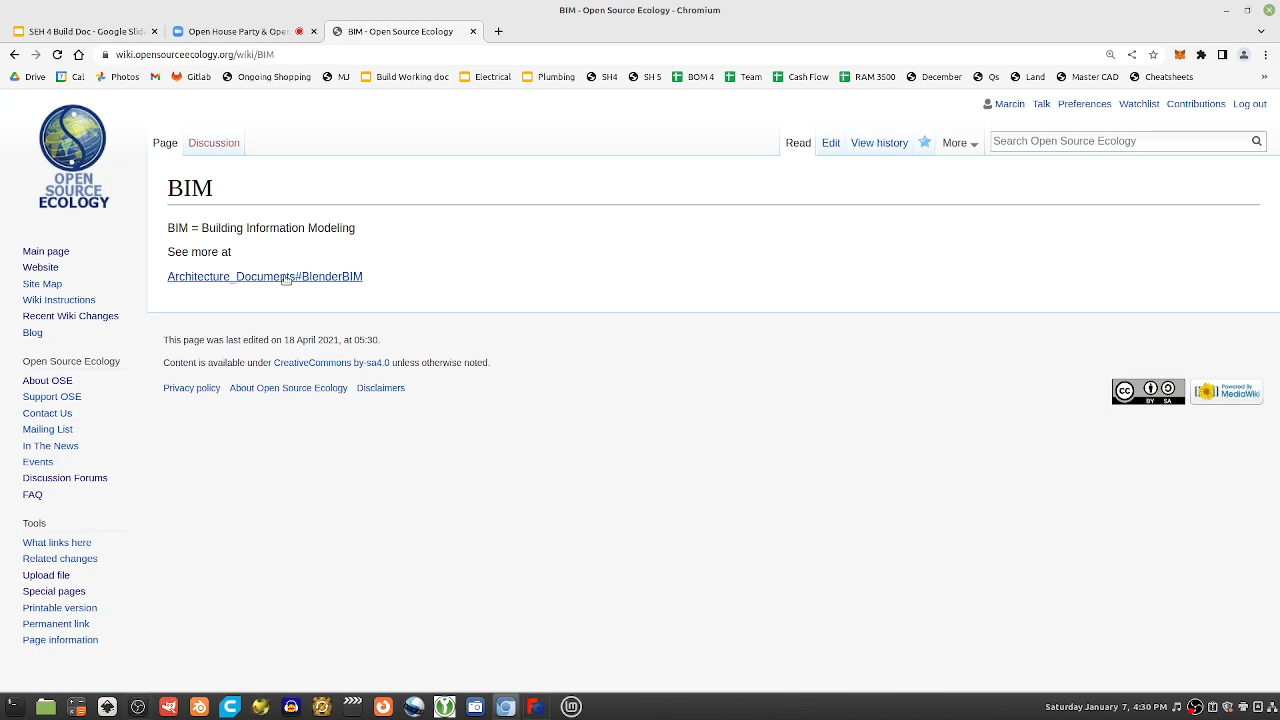 BIM - Open Source Ecology - Chromium
SEH 4 Build Doc - Google Slid
Open House Party & Open
BIM - Open Source Ecology
wiki.opensourceecology.org/wiki/BIM
Drive Cal Photos Gitlab Ongoing Shopping MJ Build Working doc Electrical Plumbing SH4 SH 5 BOM 4 Team Cash Flow RAM 3500 December Qs Land Master CAD Cheatsheets
Marcin Talk Preferences Watchlist Contributions Log out
Page Discussion Read Edit View history More Search Open Source Ecology
OPEN
SOURCE
ECOLOGY
BIM
BIM = Building Information Modeling
See more at
Architecture_Documents#BlenderBIM
This page was last edited on 18 April 2021, at 05:30.
Content is available under CreativeCommons by-sa4.0 unless otherwise noted.
Privacy policy About Open Source Ecology Disclaimers
cc BY SA
Powered By
MediaWiki
Main page
Website
Site Map
Wiki Instructions
Recent Wiki Changes
Blog
Open Source Ecology
About OSE
Support OSE
Contact Us
Mailing List
In The News
Events
Discussion Forums
FAQ
Tools
What links here
Related changes
Upload file
Special pages
Printable version
Permanent link
Page information
Saturday January 7, 4:30 PM